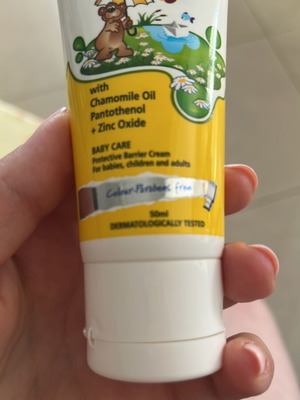 with
Chamomile Oil
Pantothenol
+ Zinc Oxide
BABY CARE
Protective Barrier Cream
For babies, children and adults
Colour-Parabens free
50ml
DERMATOLOGICALLY TESTED